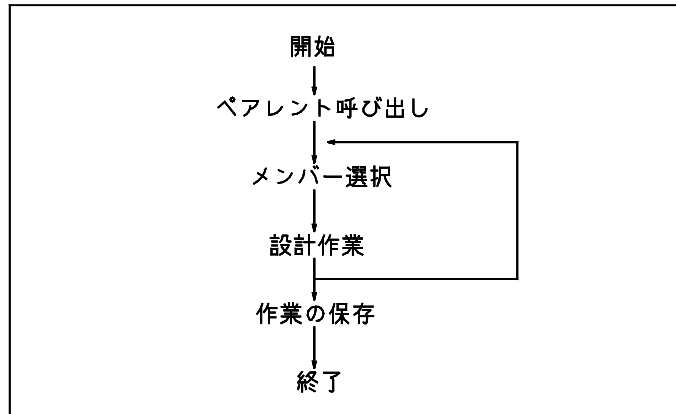 開始
ペアレント呼び出し
メンバー選択
設計作業
作業の保存
終了